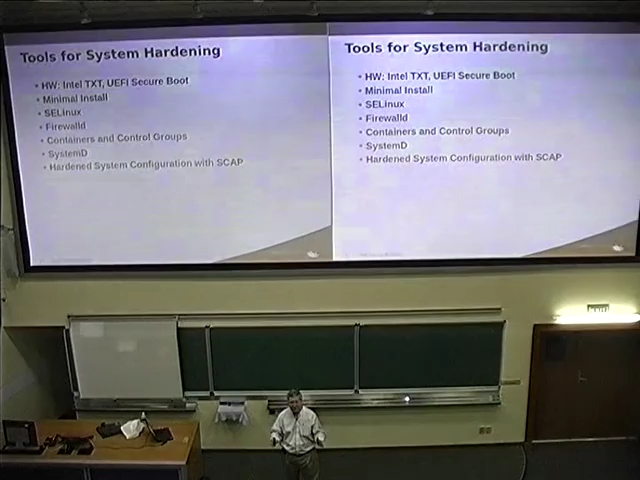 Tools for System Hardening
• HW: Intel TXT, UEFI Secure Boot
• Minimal Install
• SELinux
• Firewalld
• Containers and Control Groups
• SystemD
• Hardened System Configuration with SCAP
Tools for System Hardening
• HW: Intel TXT, UEFI Secure Boot
• Minimal Install
• SELinux
• Firewalld
• Containers and Control Groups
• SystemD
• Hardened System Configuration with SCAP